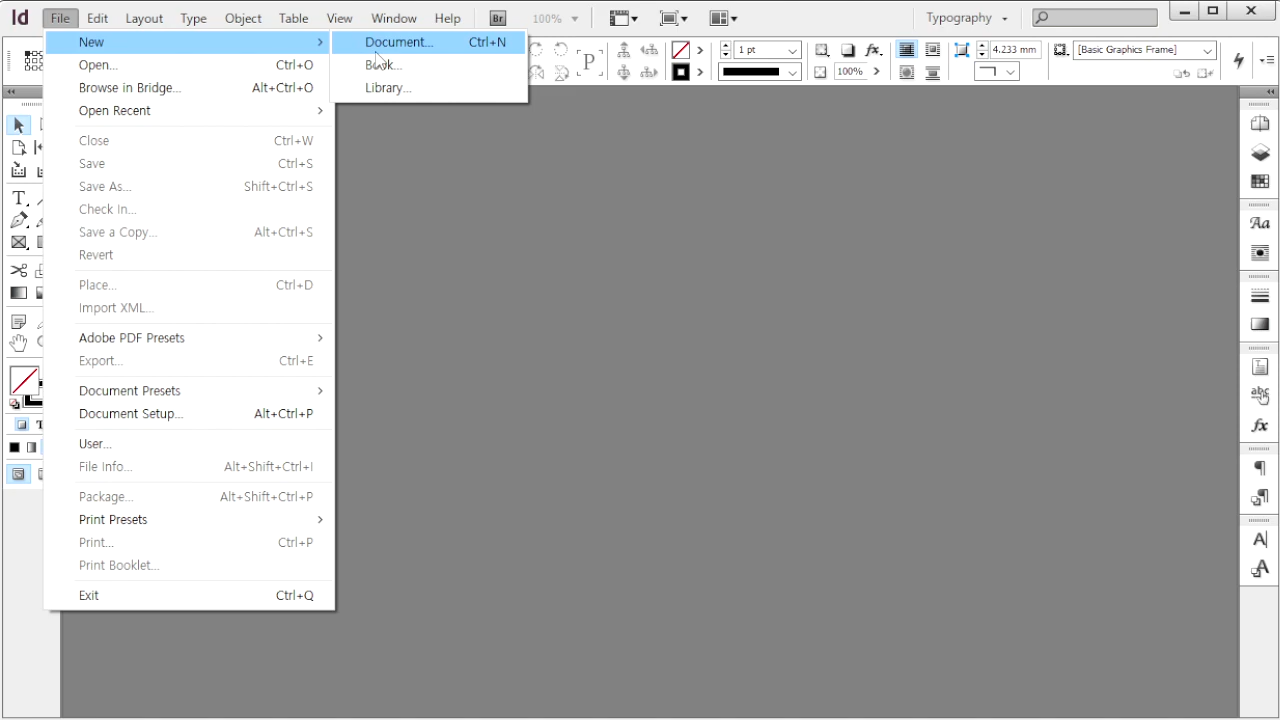 Id File Edit Layout Type Object Table View Window Help Br 100% Typography
New Document... Ctrl+N
1 pt 4.233 mm [Basic Graphics Frame]
Open... Ctrl+O
P
100% fx.
Browse in Bridge... Alt+Ctrl+O Library...
Open Recent
Close Ctrl+W
Save Ctrl+S
Save As... Shift+Ctrl+S
T
Check In...
Aa
Save a Copy... Alt+Ctrl+S
Revert
Place... Ctrl+D
Import XML...
Adobe PDF Presets
Export... Ctrl+E
Document Presets
abc
Document Setup... Alt+Ctrl+P
T
fx
User...
File Info... Alt+Shift+Ctrl+I
¶
Package... Alt+Shift+Ctrl+P
¶
Print Presets
Print... Ctrl+P
A
Print Booklet...
A
Exit Ctrl+Q